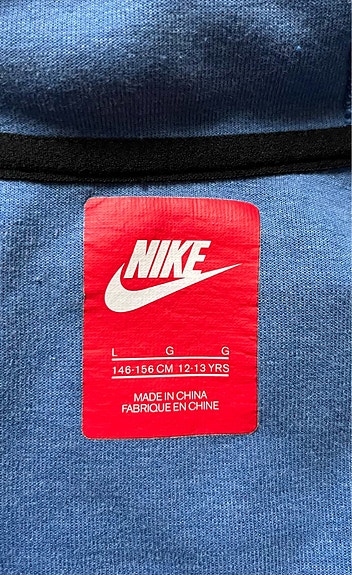 NIKE
L G G
146-156 CM 12-13 YRS
MADE IN CHINA
FABRIQUE EN CHINE